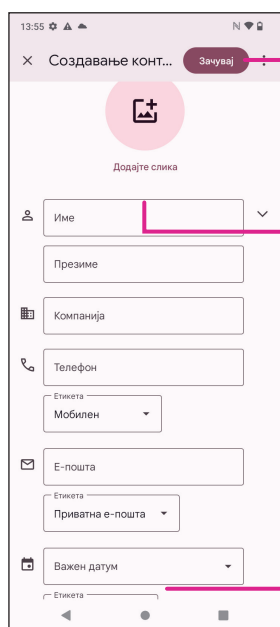 13:55
Создавање конт...
Зачувај
Додајте слика
Име
Презиме
Компанија
Телефон
Етикета
Мобилен
Е-пошта
Етикета
Приватна е-пошта
Важен датум
Етикета